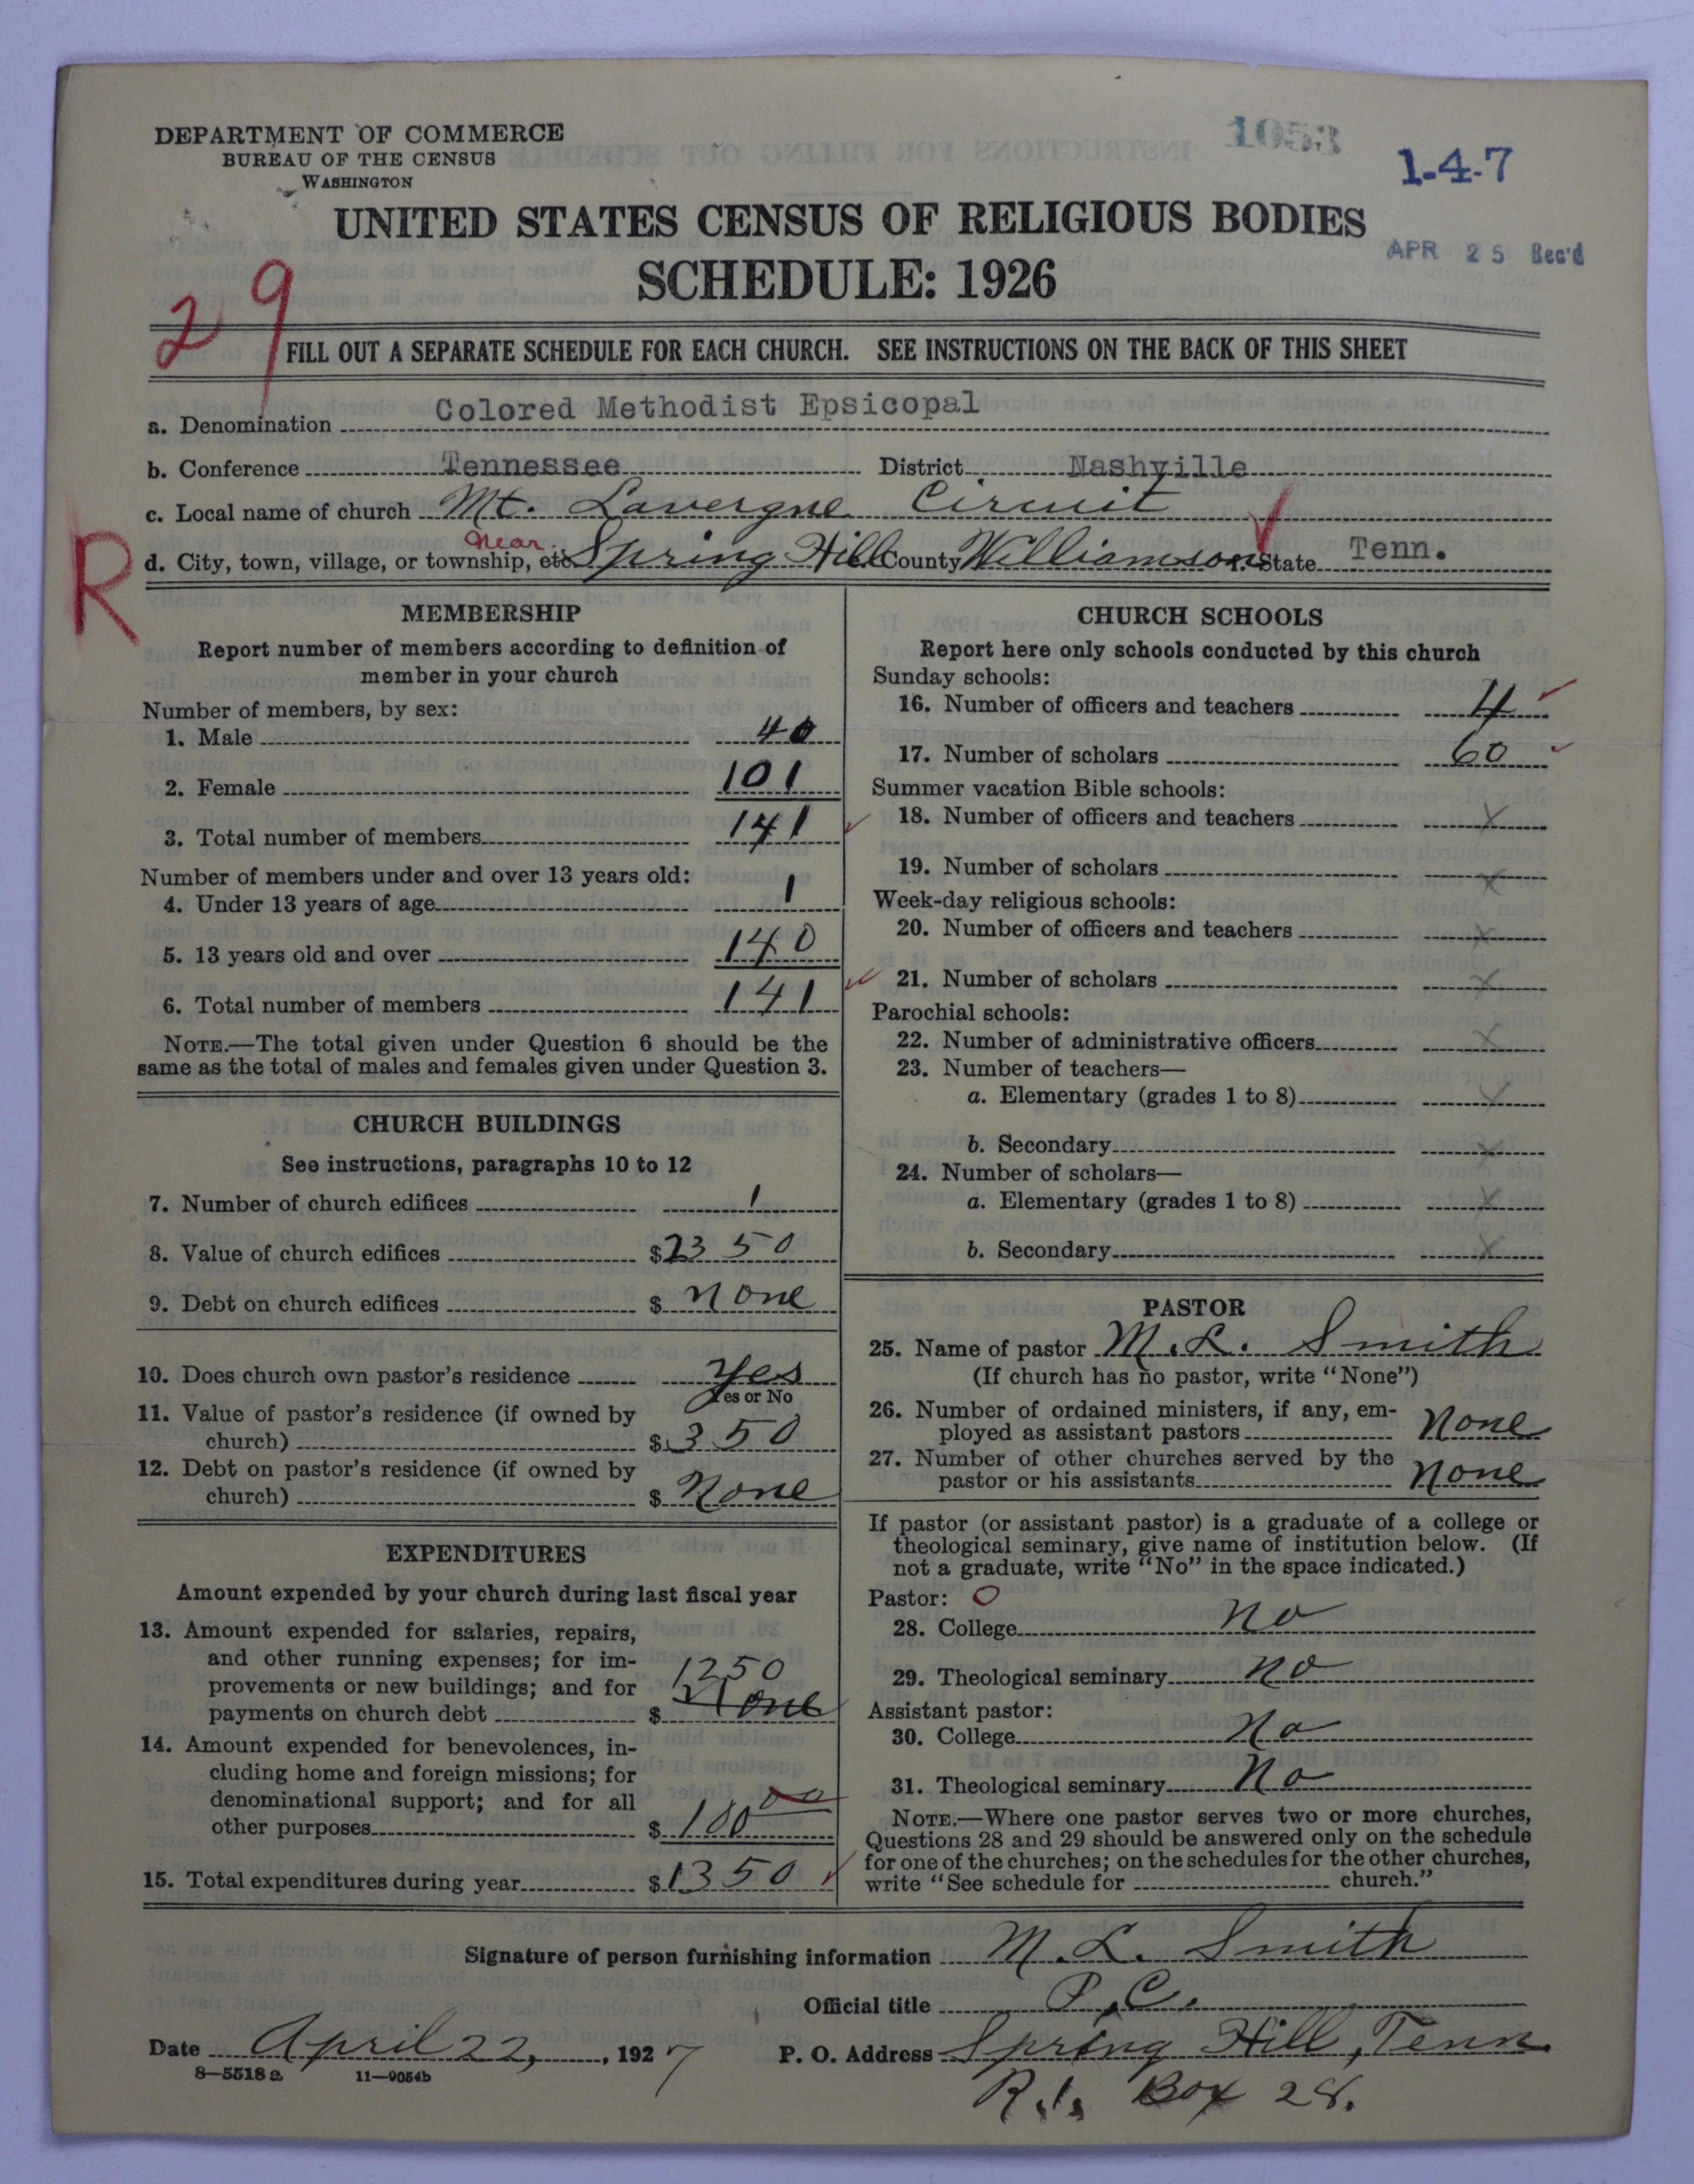 DEPARTMENT OF COMMERCE
BUREAU OF THE CENSUS
WASHINGTON
1053
1-4-7
UNITED STATES CENSUS OF RELIGIOUS BODIES
SCHEDULE: 1926
APR 25 Rec'd
29
FILL OUT A SEPARATE SCHEDULE FOR EACH CHURCH. SEE INSTRUCTIONS ON THE BACK OF THIS SHEET
a. Denomination Colored Methodist Epsicopal
b. Conference Tennessee District Nashville
c. Local name of church Mt. Lavergne Circuit
R
d. City, town, village, or township, etc. near Spring Hill County Williamson State Tenn.
MEMBERSHIP
Report number of members according to definition of
member in your church
Number of members, by sex:
1. Male 40
2. Female 101
3. Total number of members 141
Number of members under and over 13 years old:
4. Under 13 years of age 1
5. 13 years old and over 140
6. Total number of members 141
NOTE.—The total given under Question 6 should be the
same as the total of males and females given under Question 3.
CHURCH BUILDINGS
See instructions, paragraphs 10 to 12
7. Number of church edifices 1
8. Value of church edifices $2350
9. Debt on church edifices $ None
10. Does church own pastor's residence Yes
Yes or No
11. Value of pastor's residence (if owned by
church) $ 350
12. Debt on pastor's residence (if owned by
church) $ None
EXPENDITURES
Amount expended by your church during last fiscal year
13. Amount expended for salaries, repairs,
and other running expenses; for im-
provements or new buildings; and for 1250
payments on church debt $ None
14. Amount expended for benevolences, in-
cluding home and foreign missions; for
denominational support; and for all
other purposes $ 100 00
15. Total expenditures during year $1350
CHURCH SCHOOLS
Report here only schools conducted by this church
Sunday schools:
16. Number of officers and teachers 4
17. Number of scholars 60
Summer vacation Bible schools:
18. Number of officers and teachers X
19. Number of scholars X
Week-day religious schools:
20. Number of officers and teachers X
21. Number of scholars X
Parochial schools:
22. Number of administrative officers X
23. Number of teachers—
a. Elementary (grades 1 to 8) X
b. Secondary X
24. Number of scholars—
a. Elementary (grades 1 to 8) X
b. Secondary X
PASTOR
25. Name of pastor M. L. Smith
(If church has no pastor, write "None")
26. Number of ordained ministers, if any, em-
ployed as assistant pastors None
27. Number of other churches served by the
pastor or his assistants None
If pastor (or assistant pastor) is a graduate of a college or
theological seminary, give name of institution below. (If
not a graduate, write "No" in the space indicated.)
Pastor: O
28. College No
29. Theological seminary No
Assistant pastor:
30. College No
31. Theological seminary No
NOTE.—Where one pastor serves two or more churches,
Questions 28 and 29 should be answered only on the schedule
for one of the churches; on the schedules for the other churches,
write "See schedule for church."
Signature of person furnishing information M. L. Smith
Official title P. C.
Date April 22, 1927
P. O. Address Spring Hill, Tenn
8—5518 a 11—9054b
R. 1. Box 28.